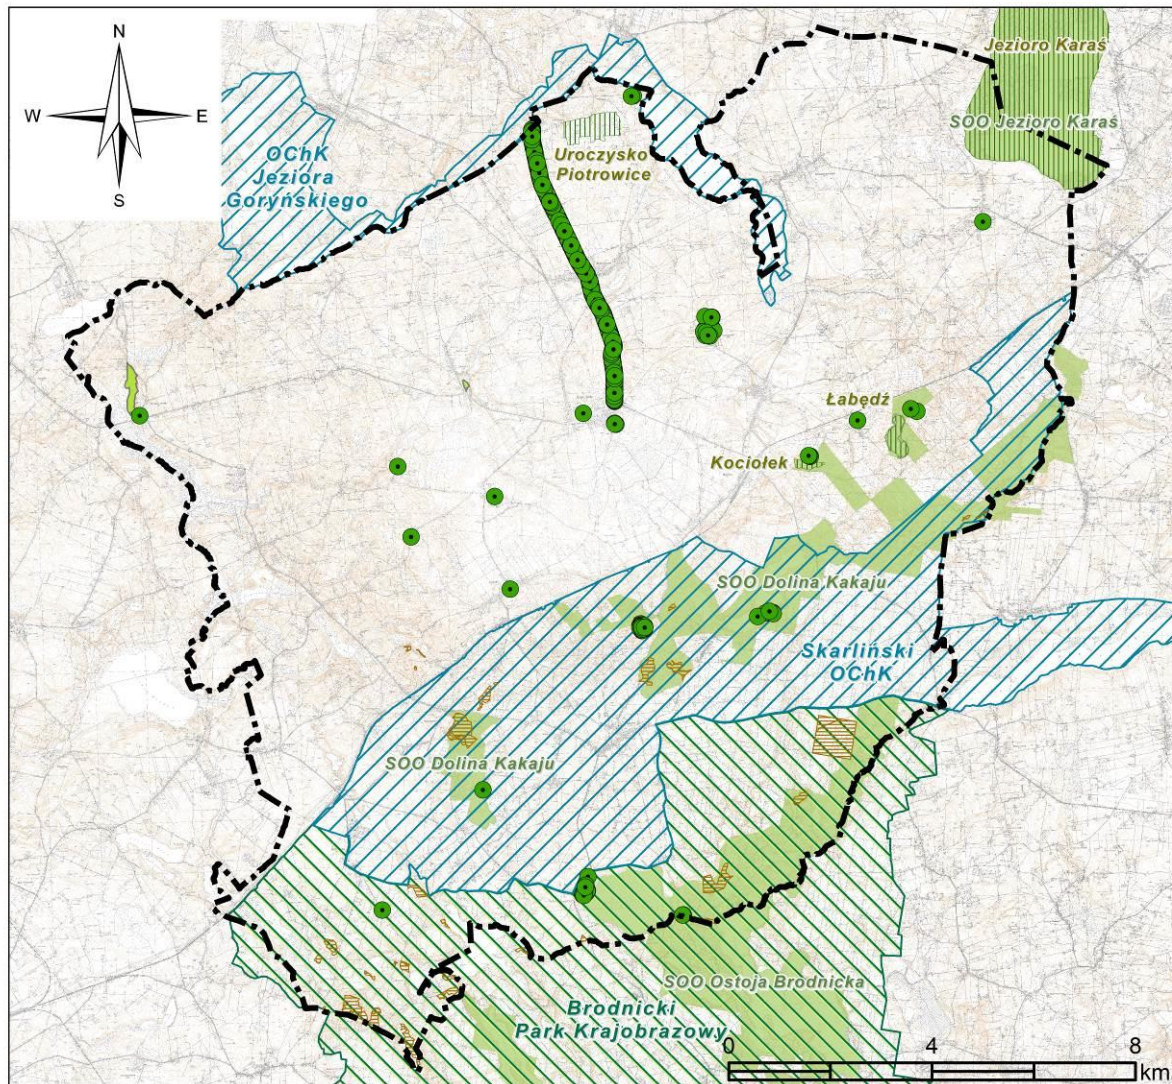 N
W
E
S
Jezioro Karaś
SOO Jezioro Karaś
OChK
Jeziora
Goryńskiego
Uroczysko
Piotrowice
Łabędź
Kociołek
SOO Dolina Kakaju
Skarliński
OChK
SOO Dolina Kakaju
SOO Ostoja Brodnicka
Brodnicki
Park Krajobrazowy
0
4
8
km